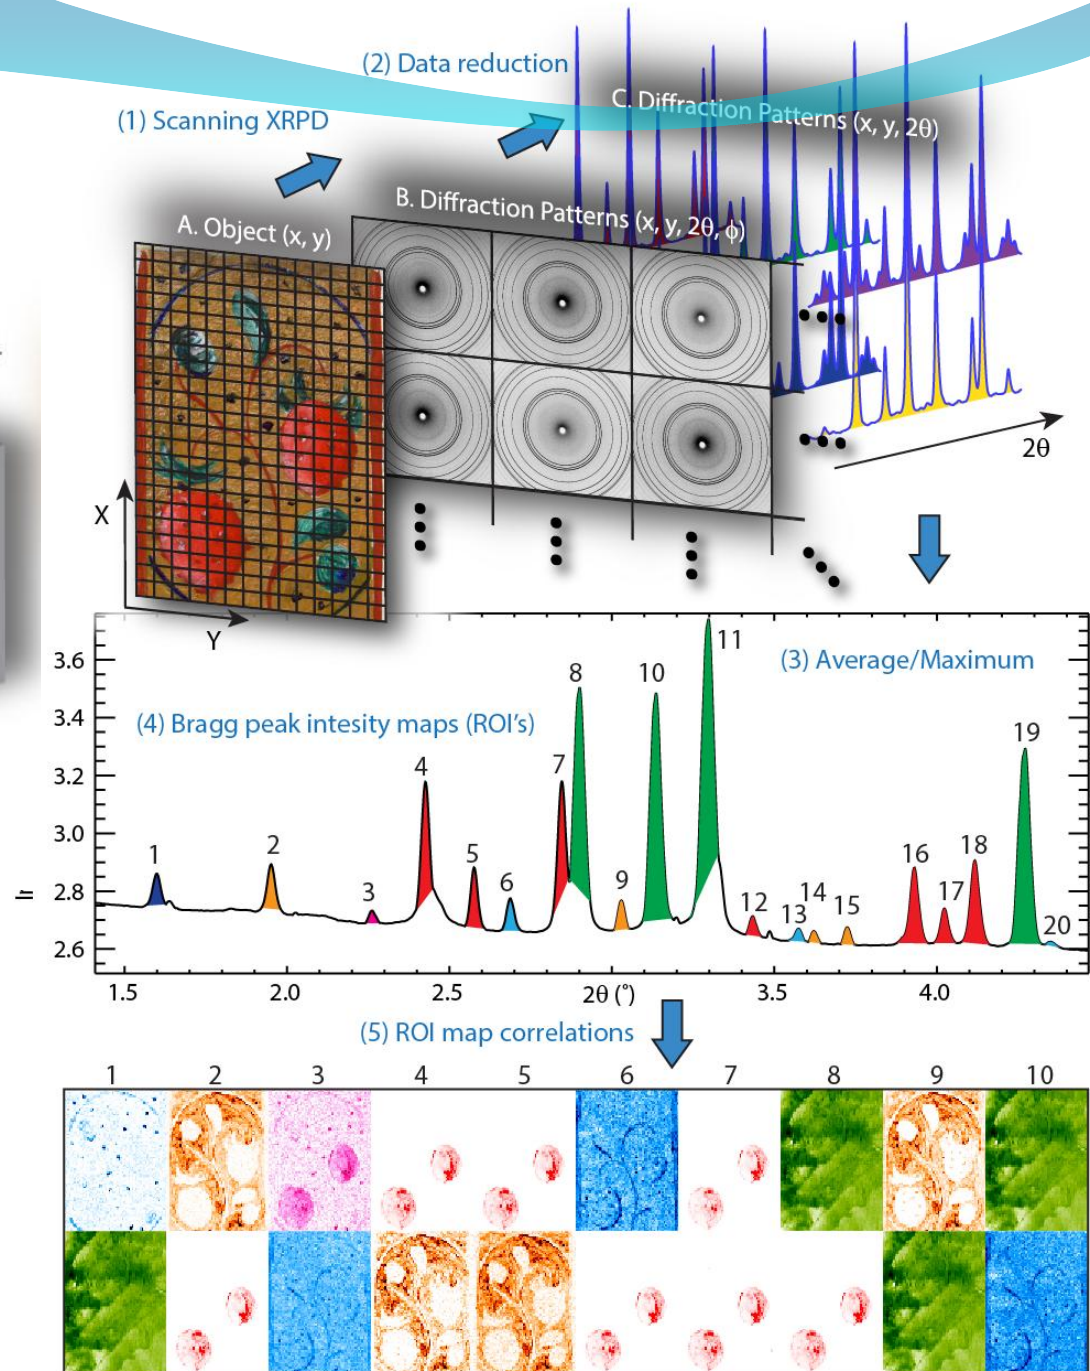 (2) Data reduction
C. Diffraction Patterns (x, y, 2θ)
(1) Scanning XRPD
B. Diffraction Patterns (x, y, 2θ, ϕ)
A. Object (x, y)
2θ
X
Y
(3) Average/Maximum
(4) Bragg peak intesity maps (ROI's)
3.6
3.4
3.2
3.0
2.8
2.6
1 2 3 4 5 6 7 8 9 10 11 12 13 14 15 16 17 18 19 20
1.5 2.0 2.5 2θ (°) 3.5 4.0
(5) ROI map correlations
1 2 3 4 5 6 7 8 9 10